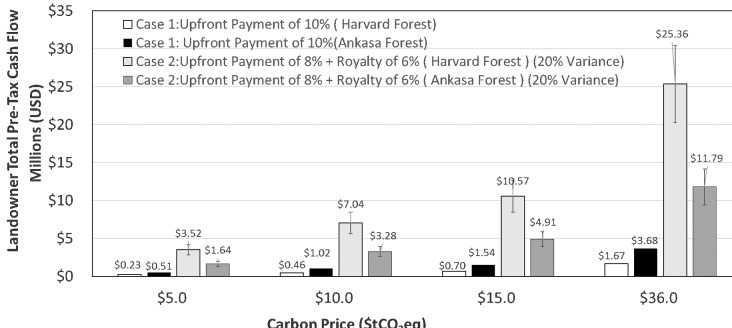 Landowner Total Pre-Tax Cash Flow
Millions (USD)
$35
$30
$25
$20
$15
$10
$5
$0
Case 1:Upfront Payment of 10% ( Harvard Forest)
Case 1: Upfront Payment of 10%(Ankasa Forest)
Case 2:Upfront Payment of 8% + Royalty of 6% ( Harvard Forest ) (20% Variance)
Case 2:Upfront Payment of 8% + Royalty of 6% ( Ankasa Forest ) (20% Variance)
$0.23 $0.51 $3.52 $1.64
$0.46 $1.02 $7.04 $3.28
$0.70 $1.54 $10.57 $4.91
$1.67 $3.68 $25.36 $11.79
$5.0 $10.0 $15.0 $36.0
Carbon Price ($tCO₂eq)